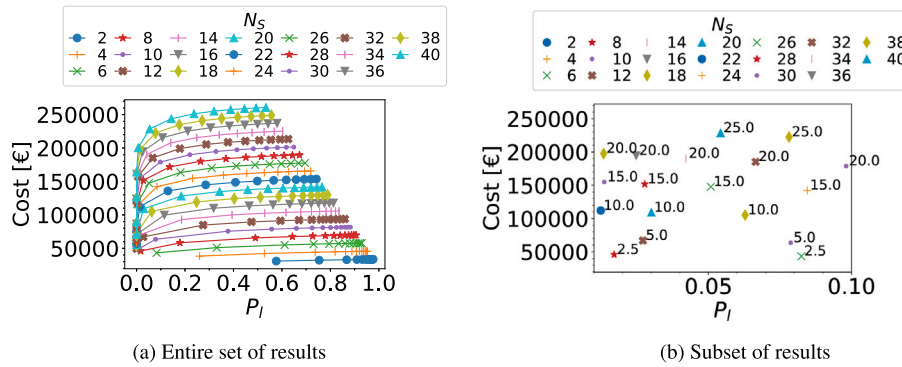 N_S
2 8 14 20 26 32 38
4 10 16 22 28 34 40
6 12 18 24 30 36
250000
200000
150000
100000
50000
Cost [€]
0.0 0.2 0.4 0.6 0.8 1.0
P_l
(a) Entire set of results
N_S
2 8 14 20 26 32 38
4 10 16 22 28 34 40
6 12 18 24 30 36
250000
200000
150000
100000
50000
Cost [€]
25.0 25.0
20.0 20.0 20.0 20.0 20.0
15.0 15.0 15.0 15.0
10.0 10.0 10.0
5.0 5.0
2.5 2.5
0.05 0.10
P_l
(b) Subset of results